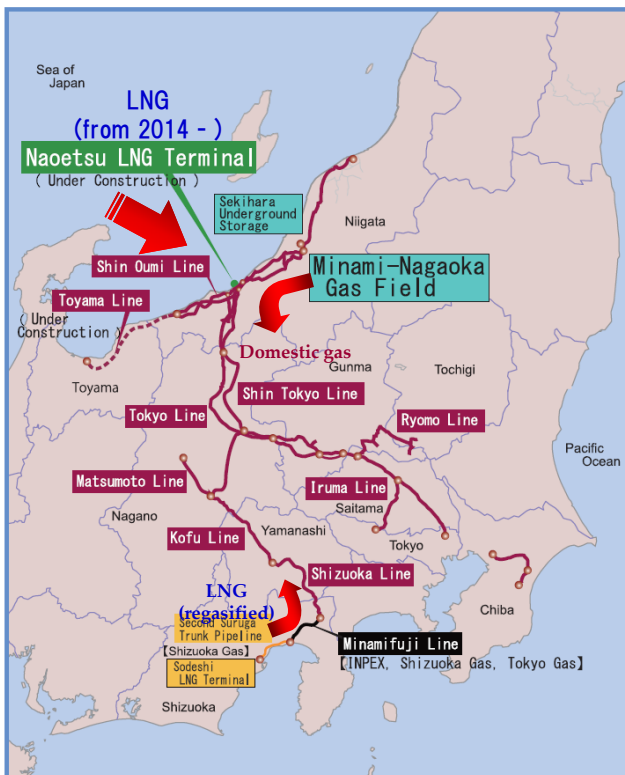 Sea of
Japan
LNG
(from 2014 - )
Naoetsu LNG Terminal
( Under Construction )
Sekihara
Underground
Storage
Niigata
Shin Oumi Line
Minami-Nagaoka
Gas Field
Toyama Line
( Under
Construction )
Domestic gas
Toyama
Gunma
Tochigi
Shin Tokyo Line
Tokyo Line
Ryomo Line
Pacific
Ocean
Matsumoto Line
Iruma Line
Saitama
Nagano
Kofu Line
Yamanashi
Tokyo
Shizuoka Line
LNG
(regasified)
Chiba
Second Suruga
Trunk Pipeline
Minamifuji Line
【Shizuoka Gas】
【INPEX, Shizuoka Gas, Tokyo Gas】
Sodeshi
LNG Terminal
Shizuoka